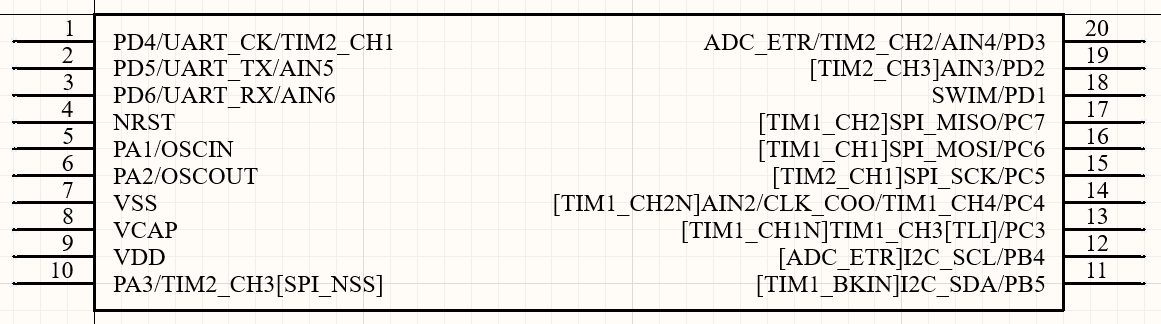 1 PD4/UART_CK/TIM2_CH1 ADC_ETR/TIM2_CH2/AIN4/PD3 20
2 PD5/UART_TX/AIN5 [TIM2_CH3]AIN3/PD2 19
3 PD6/UART_RX/AIN6 SWIM/PD1 18
4 NRST [TIM1_CH2]SPI_MISO/PC7 17
5 PA1/OSCIN [TIM1_CH1]SPI_MOSI/PC6 16
6 PA2/OSCOUT [TIM2_CH1]SPI_SCK/PC5 15
7 VSS [TIM1_CH2N]AIN2/CLK_COO/TIM1_CH4/PC4 14
8 VCAP [TIM1_CH1N]TIM1_CH3[TLI]/PC3 13
9 VDD [ADC_ETR]I2C_SCL/PB4 12
10 PA3/TIM2_CH3[SPI_NSS] [TIM1_BKIN]I2C_SDA/PB5 11